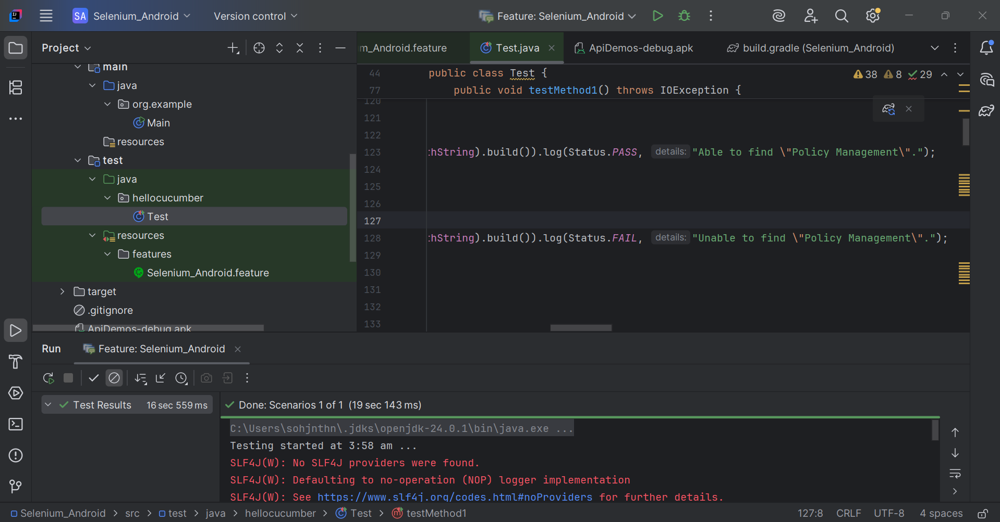 SA Selenium_Android Version control Feature: Selenium_Android
Project
main
java
org.example
Main
resources
test
java
hellocucumber
Test
resources
features
Selenium_Android.feature
target
.gitignore
ApiDemos-debug.apk
m_Android.feature Test.java ApiDemos-debug.apk build.gradle (Selenium_Android)
44 public class Test {
38 8 29
77 public void testMethod1() throws IOException {
120
121
122
123 :hString).build()).log(Status.PASS, details: "Able to find \"Policy Management\".");
124
125
126
127
128 :hString).build()).log(Status.FAIL, details: "Unable to find \"Policy Management\".");
129
130
131
132
133
Run Feature: Selenium_Android
Test Results 16 sec 559 ms
Done: Scenarios 1 of 1 (19 sec 143 ms)
C:\Users\sohjnthn\.jdks\openjdk-24.0.1\bin\java.exe ...
Testing started at 3:58 am ...
SLF4J(W): No SLF4J providers were found.
SLF4J(W): Defaulting to no-operation (NOP) logger implementation
SLF4J(W): See https://www.slf4j.org/codes.html#noProviders for further details.
Selenium_Android > src > test > java > hellocucumber > Test > testMethod1
127:8 CRLF UTF-8 4 spaces